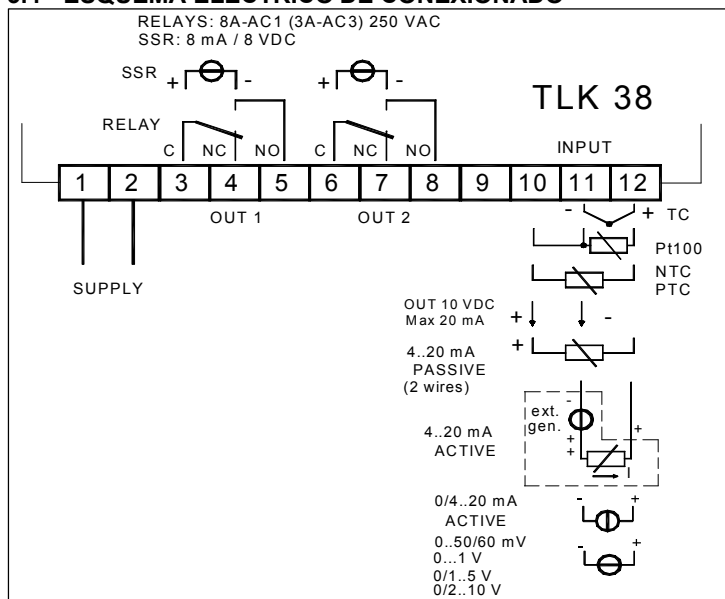 RELAYS: 8A-AC1 (3A-AC3) 250 VAC
SSR: 8 mA / 8 VDC
SSR + - + -
TLK 38
RELAY
C NC NO C NC NO INPUT
1 2 3 4 5 6 7 8 9 10 11 12
OUT 1 OUT 2
- + TC
Pt100
SUPPLY
NTC
PTC
OUT 10 VDC
Max 20 mA + -
4..20 mA +
PASSIVE
(2 wires)
-
ext.
gen.
+ +
4..20 mA +
ACTIVE
I
0/4..20 mA - +
ACTIVE
0..50/60 mV - +
0...1 V
0/1..5 V
0/2..10 V